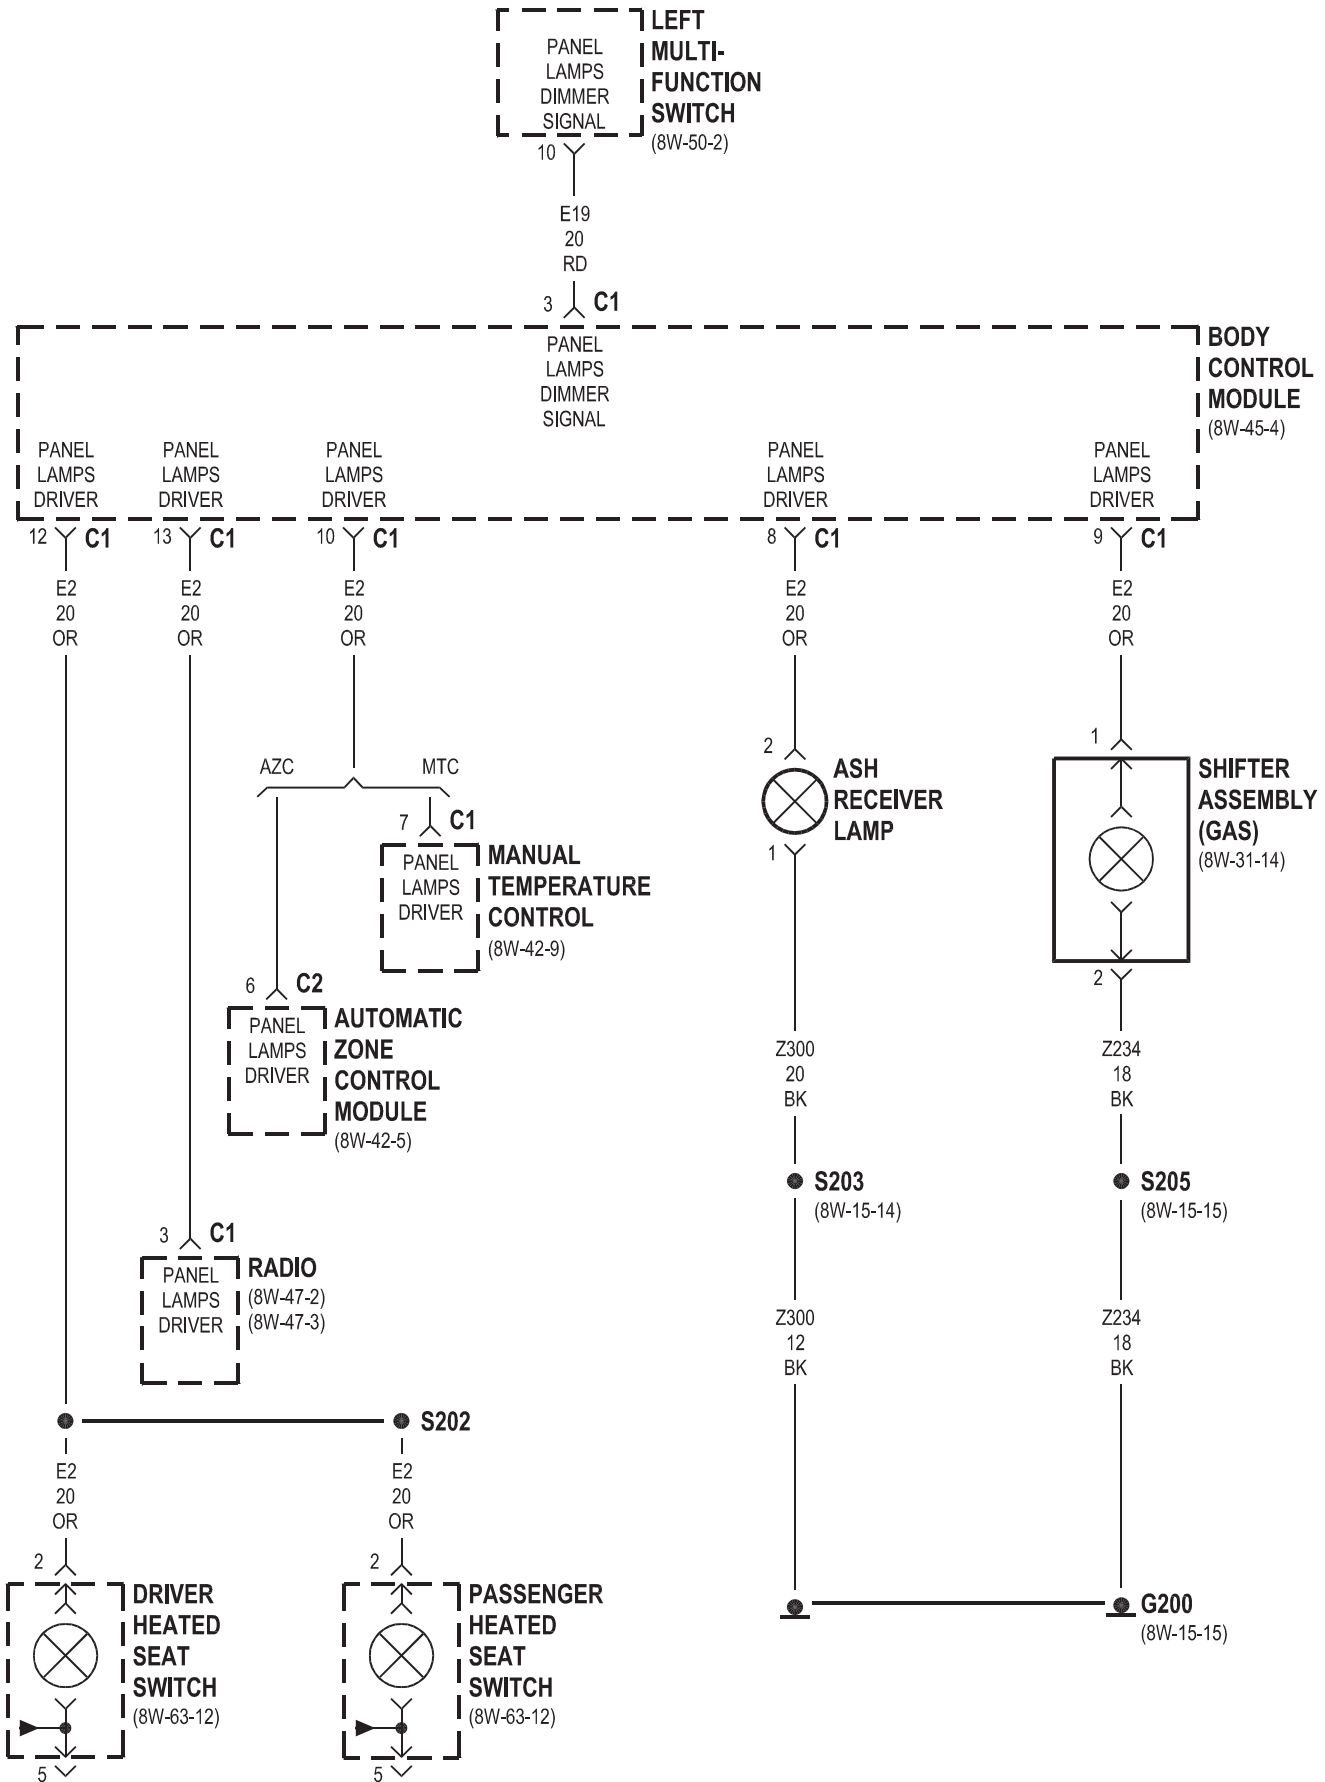 LEFT
MULTI-
FUNCTION
SWITCH
(8W-50-2)
PANEL
LAMPS
DIMMER
SIGNAL
10
E19
20
RD
3
C1
PANEL
LAMPS
DIMMER
SIGNAL
BODY
CONTROL
MODULE
(8W-45-4)
PANEL
LAMPS
DRIVER
PANEL
LAMPS
DRIVER
PANEL
LAMPS
DRIVER
PANEL
LAMPS
DRIVER
PANEL
LAMPS
DRIVER
12
C1
13
C1
10
C1
8
C1
9
C1
E2
20
OR
E2
20
OR
E2
20
OR
E2
20
OR
E2
20
OR
AZC
MTC
7
C1
PANEL
LAMPS
DRIVER
MANUAL
TEMPERATURE
CONTROL
(8W-42-9)
6
C2
PANEL
LAMPS
DRIVER
AUTOMATIC
ZONE
CONTROL
MODULE
(8W-42-5)
2
ASH
RECEIVER
LAMP
1
1
SHIFTER
ASSEMBLY
(GAS)
(8W-31-14)
2
Z300
20
BK
Z234
18
BK
S203
(8W-15-14)
S205
(8W-15-15)
3
C1
PANEL
LAMPS
DRIVER
RADIO
(8W-47-2)
(8W-47-3)
Z300
12
BK
Z234
18
BK
S202
E2
20
OR
E2
20
OR
2
DRIVER
HEATED
SEAT
SWITCH
(8W-63-12)
5
2
PASSENGER
HEATED
SEAT
SWITCH
(8W-63-12)
5
G200
(8W-15-15)